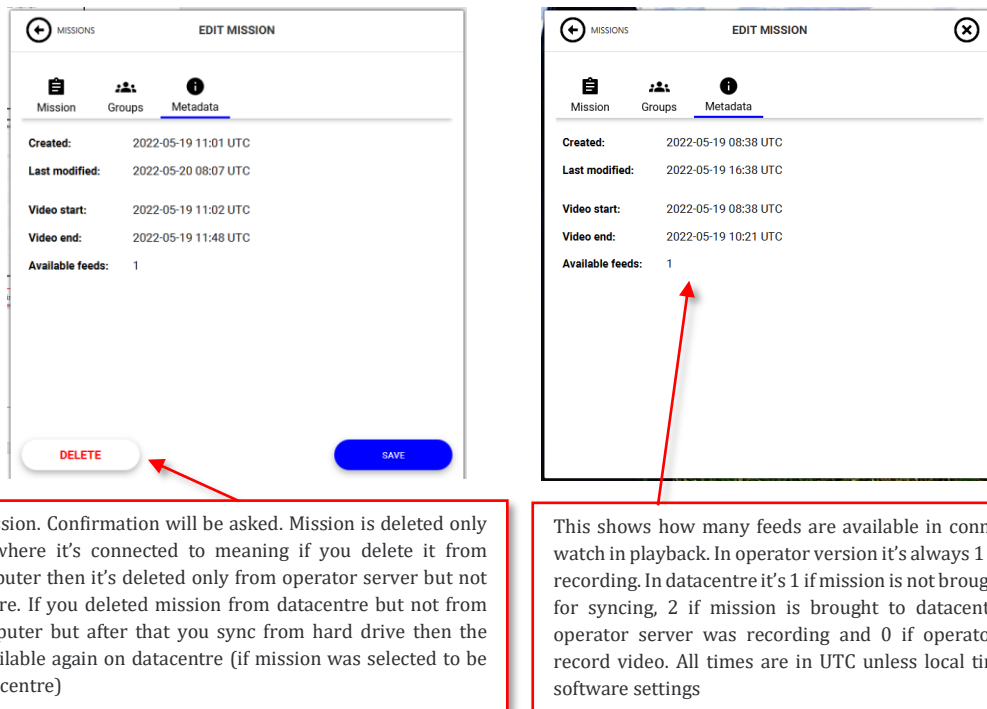 MISSIONS EDIT MISSION
Mission Groups Metadada
Created: 2022-05-19 11:01 UTC
Last modified: 2022-05-20 08:07 UTC
Video start: 2022-05-19 11:02 UTC
Video end: 2022-05-19 11:48 UTC
Available feeds: 1
DELETE SAVE
ssion. Confirmation will be asked. Mission is deleted only
where it's connected to meaning if you delete it from
puter then it's deleted only from operator server but not
re. If you deleted mission from datacentre but not from
puter but after that you sync from hard drive then the
ilable again on datacentre (if mission was selected to be
centre)
MISSIONS EDIT MISSION
Mission Groups Metadada
Created: 2022-05-19 08:38 UTC
Last modified: 2022-05-19 16:38 UTC
Video start: 2022-05-19 08:38 UTC
Video end: 2022-05-19 10:21 UTC
Available feeds: 1
This shows how many feeds are available in conn
watch in playback. In operator version it's always 1
recording. In datacentre it's 1 if mission is not broug
for syncing, 2 if mission is brought to datacent
operator server was recording and 0 if operato
record video. All times are in UTC unless local ti
software settings